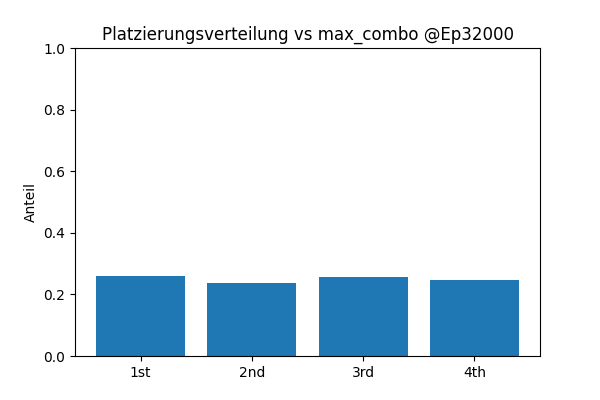 Platzierungsverteilung vs max_combo @Ep32000
1.0
0.8
0.6
0.4
0.2
0.0
Anteil
1st
2nd
3rd
4th